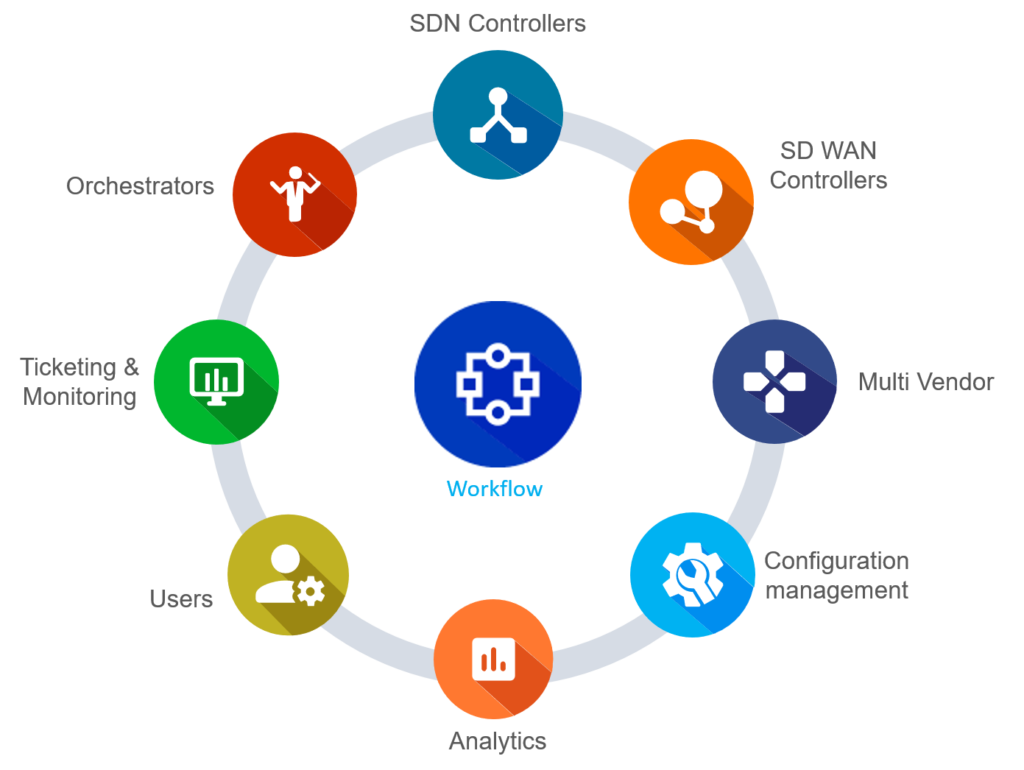 SDN Controllers
SD WAN
Controllers
Orchestrators
Ticketing &
Monitoring
Multi Vendor
Workflow
Configuration
management
Users
Analytics